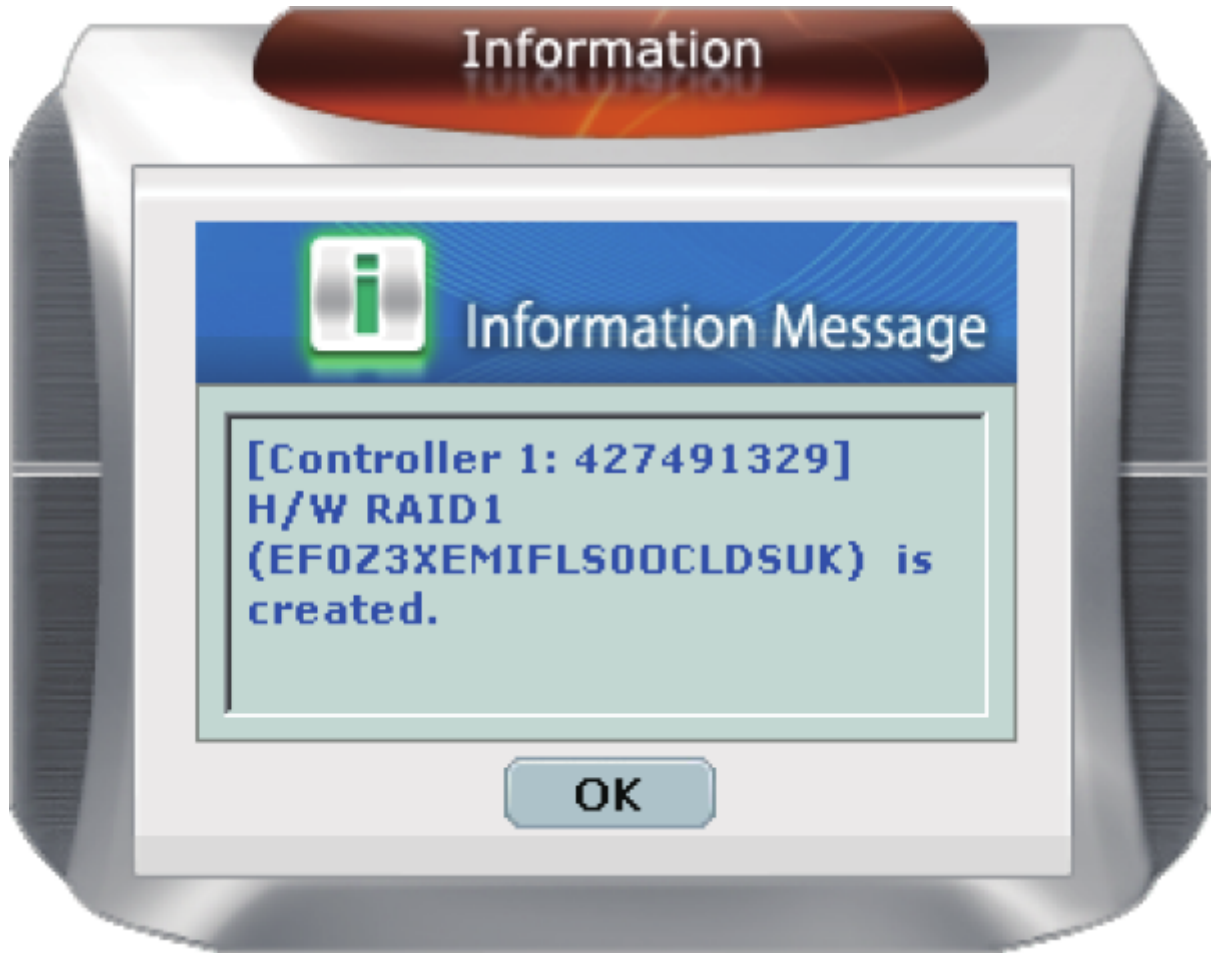 Information
Information Message
[Controller 1: 427491329]
H/W RAID1
(EF0Z3XEMIFLS0OCLDSUK) is
created.
OK